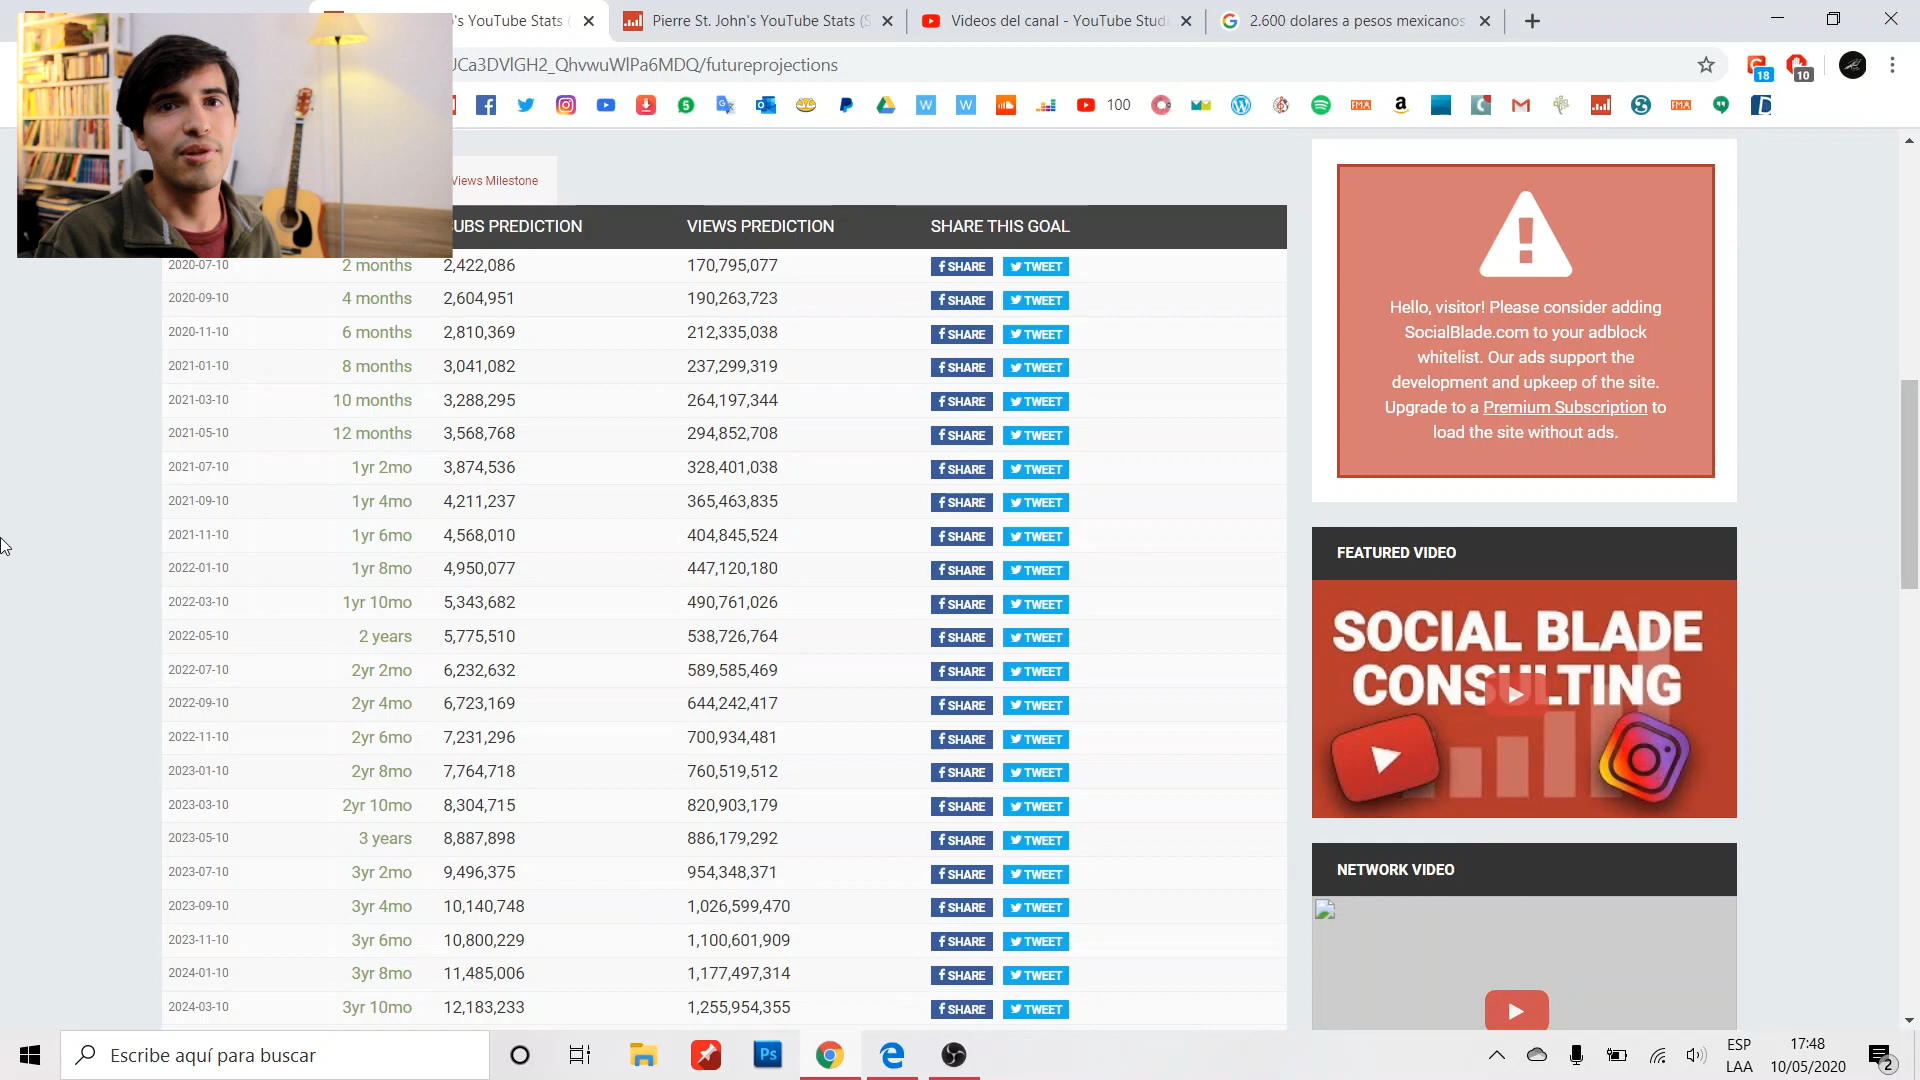 's YouTube Stats (
Pierre St. John's YouTube Stats (S
Videos del canal - YouTube Stud
2.600 dolares a pesos mexicanos
JCa3DVlGH2_QhvwuWlPa6MDQ/futureprojections
18
10
100
Views Milestone
UBS PREDICTION VIEWS PREDICTION SHARE THIS GOAL
2020-07-10 2 months 2,422,086 170,795,077 SHARE TWEET
2020-09-10 4 months 2,604,951 190,263,723 SHARE TWEET
2020-11-10 6 months 2,810,369 212,335,038 SHARE TWEET
2021-01-10 8 months 3,041,082 237,299,319 SHARE TWEET
2021-03-10 10 months 3,288,295 264,197,344 SHARE TWEET
2021-05-10 12 months 3,568,768 294,852,708 SHARE TWEET
2021-07-10 1yr 2mo 3,874,536 328,401,038 SHARE TWEET
2021-09-10 1yr 4mo 4,211,237 365,463,835 SHARE TWEET
2021-11-10 1yr 6mo 4,568,010 404,845,524 SHARE TWEET
2022-01-10 1yr 8mo 4,950,077 447,120,180 SHARE TWEET
2022-03-10 1yr 10mo 5,343,682 490,761,026 SHARE TWEET
2022-05-10 2 years 5,775,510 538,726,764 SHARE TWEET
2022-07-10 2yr 2mo 6,232,632 589,585,469 SHARE TWEET
2022-09-10 2yr 4mo 6,723,169 644,242,417 SHARE TWEET
2022-11-10 2yr 6mo 7,231,296 700,934,481 SHARE TWEET
2023-01-10 2yr 8mo 7,764,718 760,519,512 SHARE TWEET
2023-03-10 2yr 10mo 8,304,715 820,903,179 SHARE TWEET
2023-05-10 3 years 8,887,898 886,179,292 SHARE TWEET
2023-07-10 3yr 2mo 9,496,375 954,348,371 SHARE TWEET
2023-09-10 3yr 4mo 10,140,748 1,026,599,470 SHARE TWEET
2023-11-10 3yr 6mo 10,800,229 1,100,601,909 SHARE TWEET
2024-01-10 3yr 8mo 11,485,006 1,177,497,314 SHARE TWEET
2024-03-10 3yr 10mo 12,183,233 1,255,954,355 SHARE TWEET
Hello, visitor! Please consider adding
SocialBlade.com to your adblock
whitelist. Our ads support the
development and upkeep of the site.
Upgrade to a Premium Subscription to
load the site without ads.
FEATURED VIDEO
SOCIAL BLADE
CONSULTING
NETWORK VIDEO
Escribe aquí para buscar
Ps
ESP
LAA
17:48
10/05/2020
2